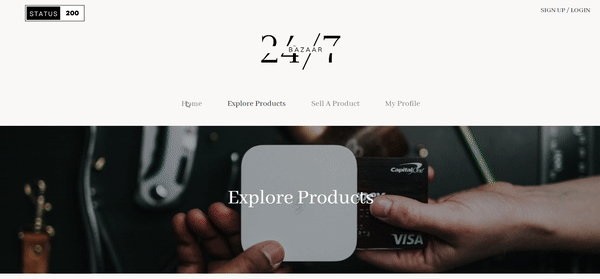 STATUS 200
SIGN UP / LOGIN
24/7
BAZAAR
Home Explore Products Sell A Product My Profile
Explore Products
Capital One
VISA